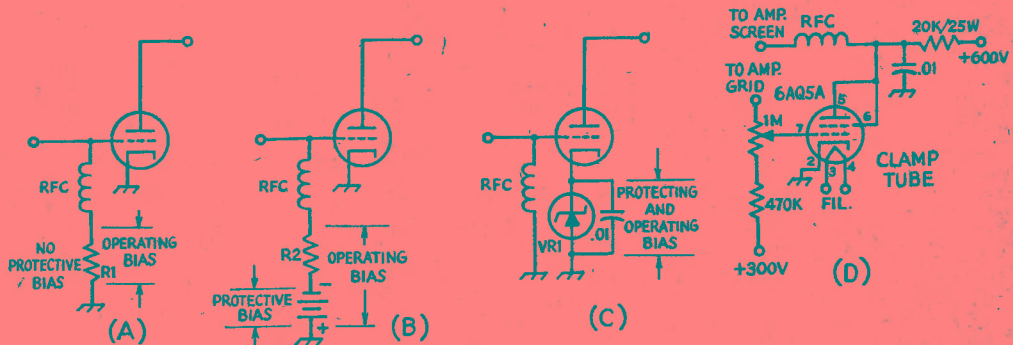 RFC
NO
PROTECTIVE
BIAS
R1
OPERATING
BIAS
(A)
RFC
R2
OPERATING
BIAS
PROTECTIVE
BIAS
-
+
(B)
RFC
VR1
.01
PROTECTING
AND
OPERATING
BIAS
(C)
TO AMP.
SCREEN
RFC
20K/25W
+600V
.01
TO AMP.
GRID
6AQ5A
5
6
1M
7
2
3
4
CLAMP
TUBE
FIL.
470K
+300V
(D)